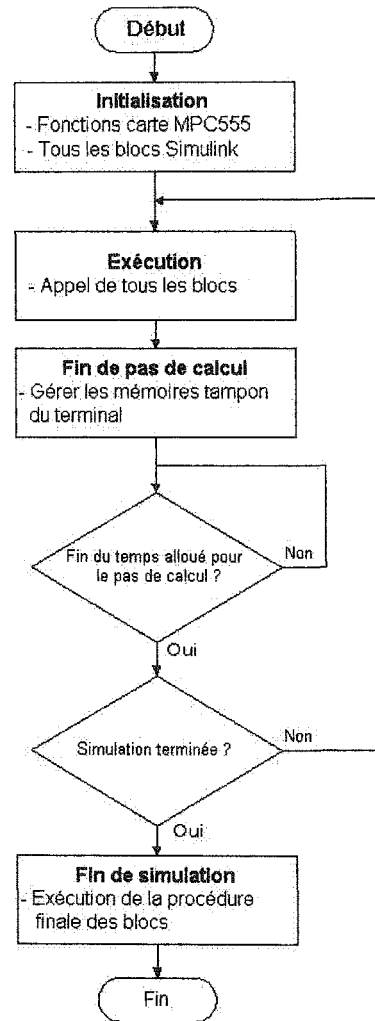 Début
Initialisation
- Fonctions carte MPC555
- Tous les blocs Simulink
Exécution
- Appel de tous les blocs
Fin de pas de calcul
- Gérer les mémoires tampon
du terminal
Fin du temps alloué pour
le pas de calcul ?
Non
Oui
Simulation terminée ?
Non
Oui
Fin de simulation
- Exécution de la procédure
finale des blocs
Fin